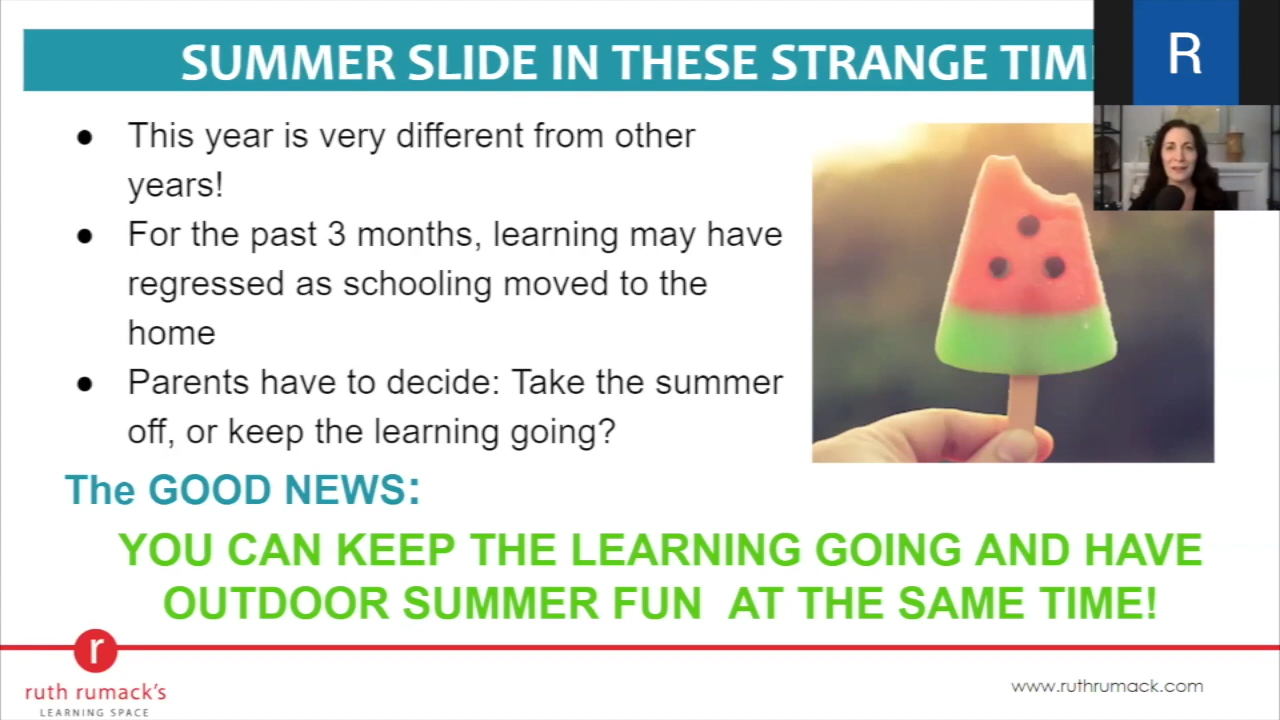 SUMMER SLIDE IN THESE STRANGE TIM
R
● This year is very different from other
years!
● For the past 3 months, learning may have
regressed as schooling moved to the
home
● Parents have to decide: Take the summer
off, or keep the learning going?
The GOOD NEWS:
YOU CAN KEEP THE LEARNING GOING AND HAVE
OUTDOOR SUMMER FUN AT THE SAME TIME!
r
ruth rumack's
LEARNING SPACE
www.ruthrumack.com